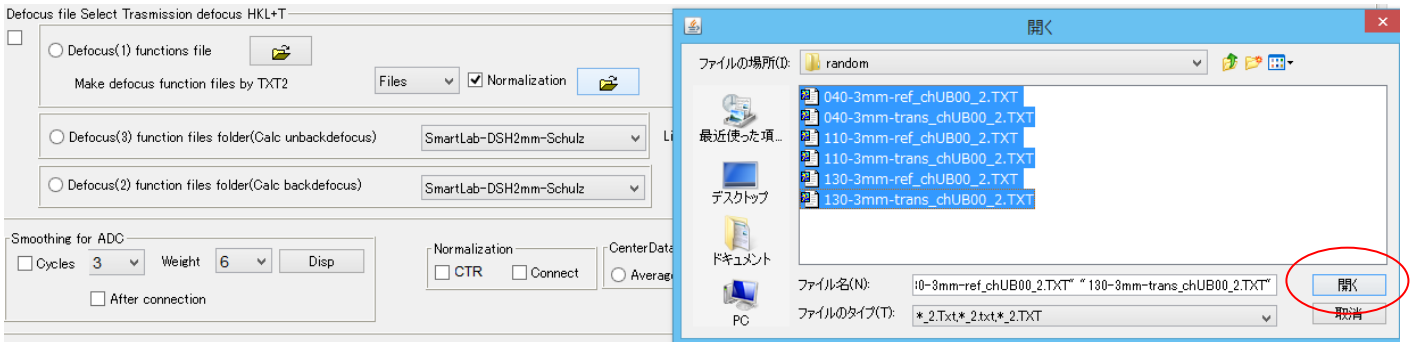 Defocus file Select Trasmission defocus HKL+T
Defocus(1) functions file
Make defocus function files by TXT2
Files
Normalization
Defocus(3) function files folder(Calc unbackdefocus)
SmartLab-DSH2mm-Schulz
Li
Defocus(2) function files folder(Calc backdefocus)
SmartLab-DSH2mm-Schulz
Smoothing for ADC
Cycles
3
Weight
6
Disp
After connection
Normalization
CTR
Connect
CenterData
Average
開く
ファイルの場所(I):
random
最近使った項...
デスクトップ
ドキュメント
PC
040-3mm-ref_chUB00_2.TXT
040-3mm-trans_chUB00_2.TXT
110-3mm-ref_chUB00_2.TXT
110-3mm-trans_chUB00_2.TXT
130-3mm-ref_chUB00_2.TXT
130-3mm-trans_chUB00_2.TXT
ファイル名(N):
0-3mm-ref_chUB00_2.TXT" "130-3mm-trans_chUB00_2.TXT"
開く
ファイルのタイプ(T):
*_2.Txt,*_2.txt,*_2.TXT
取消